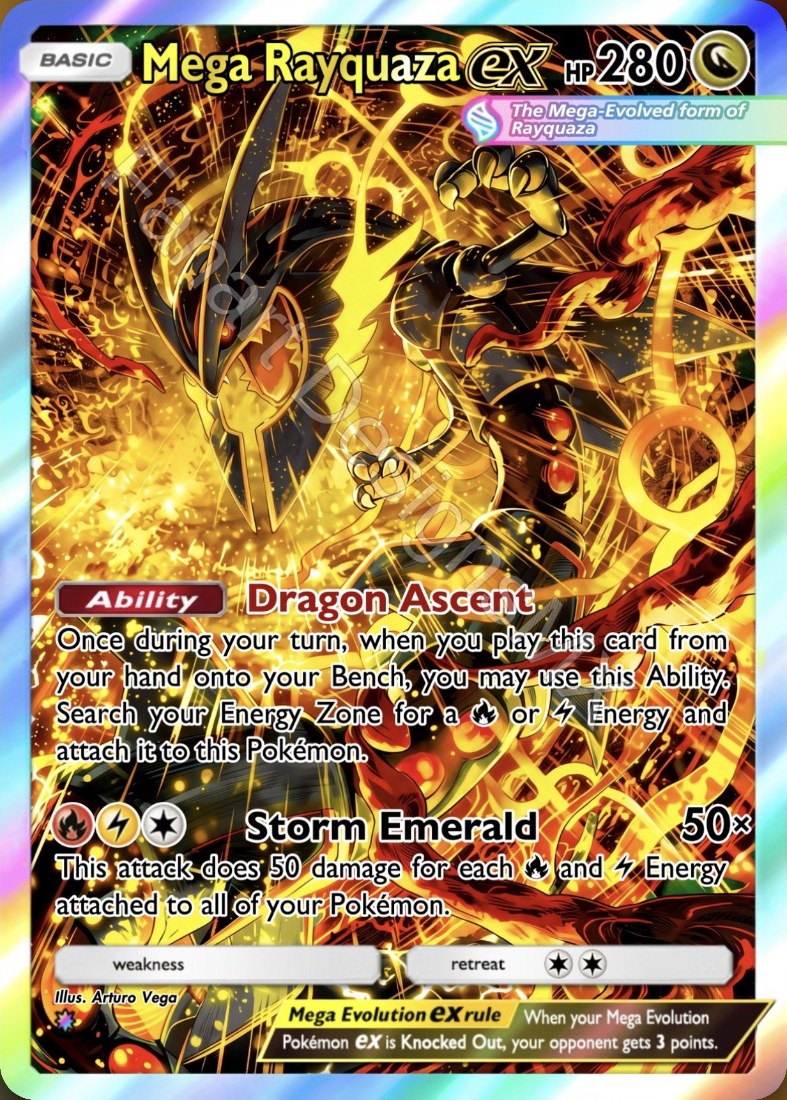 BASIC
Mega Rayquaza ex HP 280
The Mega-Evolved form of
Rayquaza
Fanart Designs
Ability Dragon Ascent
Once during your turn, when you play this card from
your hand onto your Bench, you may use this Ability.
Search your Energy Zone for a or Energy and
attach it to this Pokémon.
Storm Emerald 50×
This attack does 50 damage for each and Energy
attached to all of your Pokémon.
weakness retreat
Illus. Arturo Vega
Mega Evolution ex rule When your Mega Evolution
Pokémon ex is Knocked Out, your opponent gets 3 points.